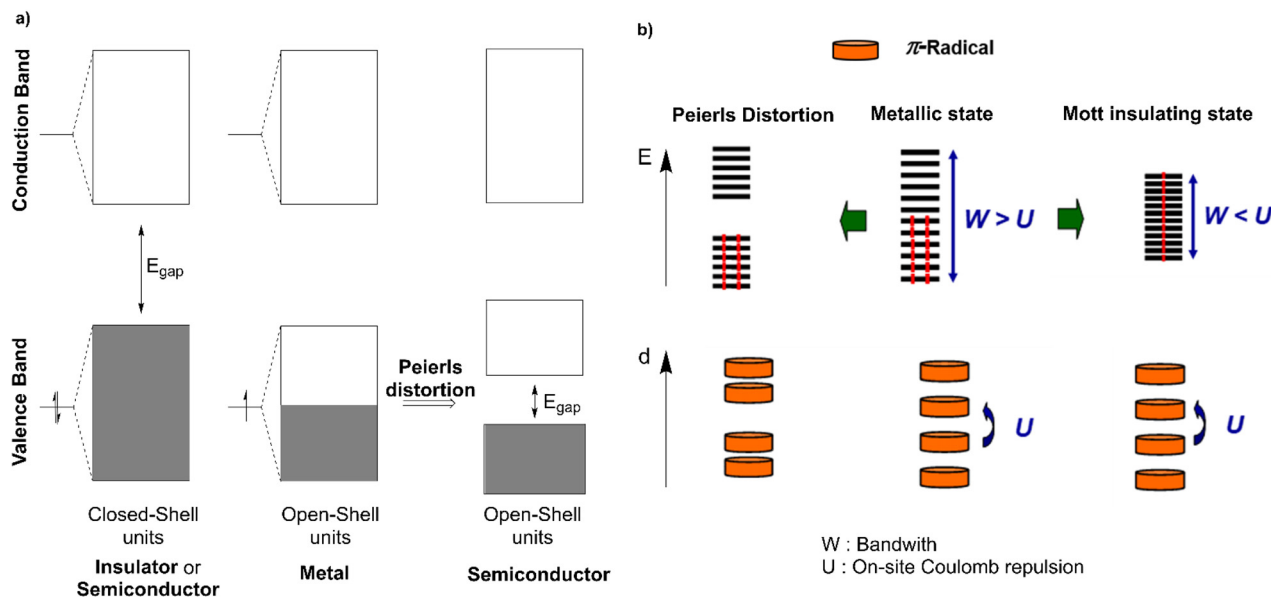 a)
Conduction Band
E_gap
Valence Band
Peierls
distortion
E_gap
Closed-Shell
units
Insulator or
Semiconductor
Open-Shell
units
Metal
Open-Shell
units
Semiconductor
b)
π-Radical
Peierls Distortion
Metallic state
Mott insulating state
E
W > U
W < U
d
U
U
W : Bandwith
U : On-site Coulomb repulsion